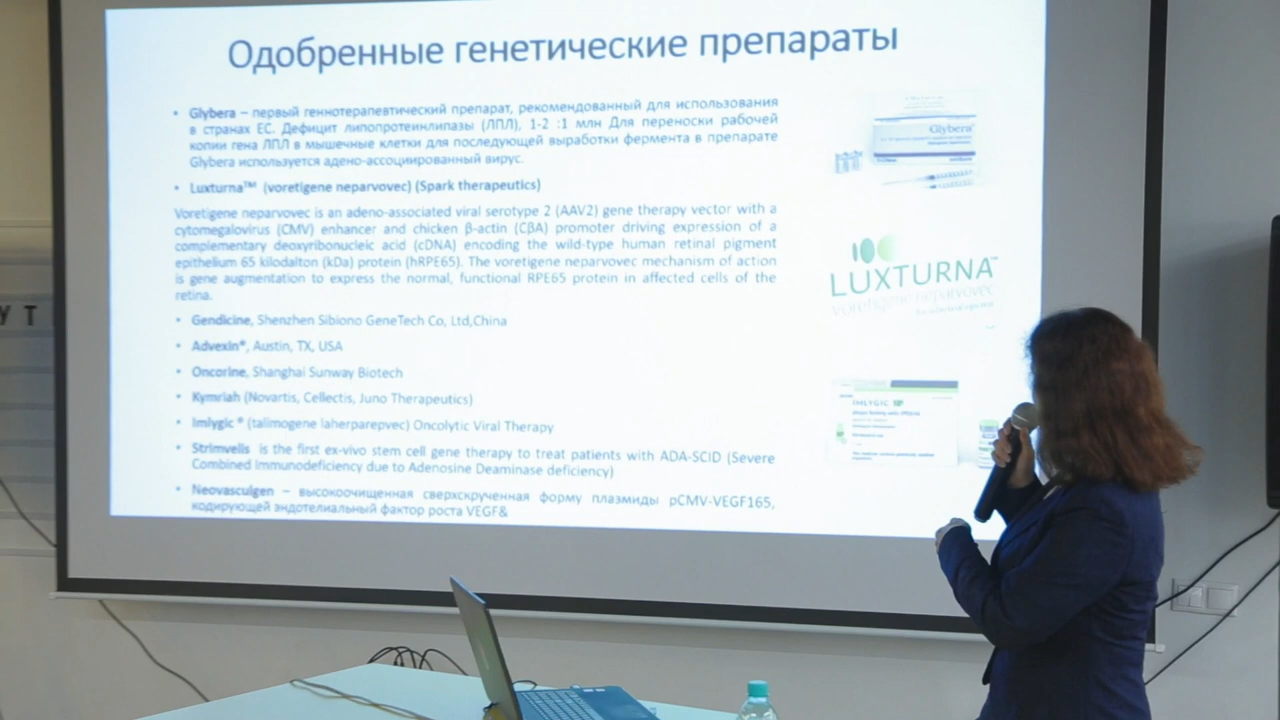 Одобренные генетические препараты
• Glybera – первый геннотерапевтический препарат, рекомендованный для использования
в странах ЕС. Дефицит липопротеинлипазы (ЛПЛ), 1-2 :1 млн Для переноски рабочей
копии гена ЛПЛ в мышечные клетки для последующей выработки фермента в препарате
Glybera используется адено-ассоциированный вирус.
• Luxturna™ (voretigene neparvovec) (Spark therapeutics)
Voretigene neparvovec is an adeno-associated viral serotype 2 (AAV2) gene therapy vector with a
cytomegalovirus (CMV) enhancer and chicken β-actin (CβA) promoter driving expression of a
complementary deoxyribonucleic acid (cDNA) encoding the wild-type human retinal pigment
epithelium 65 kilodalton (kDa) protein (hRPE65). The voretigene neparvovec mechanism of action
is gene augmentation to express the normal, functional RPE65 protein in affected cells of the
retina.
• Gendicine, Shenzhen Sibiono GeneTech Co, Ltd,China
• Advexin®, Austin, TX, USA
• Oncorine, Shanghai Sunway Biotech
• Kymriah (Novartis, Cellectis, Juno Therapeutics)
• Imlygic ® (talimogene laherparepvec) Oncolytic Viral Therapy
• Strimvelis is the first ex-vivo stem cell gene therapy to treat patients with ADA-SCID (Severe
Combined Immunodeficiency due to Adenosine Deaminase deficiency)
• Neovasculgen – высокоочищенная сверхскрученная форму плазмиды pCMV-VEGF165,
кодирующей эндотелиальный фактор роста VEGF&
Glybera®
LUXTURNA™
voretigene neparvovec
IMLYGIC
УТ